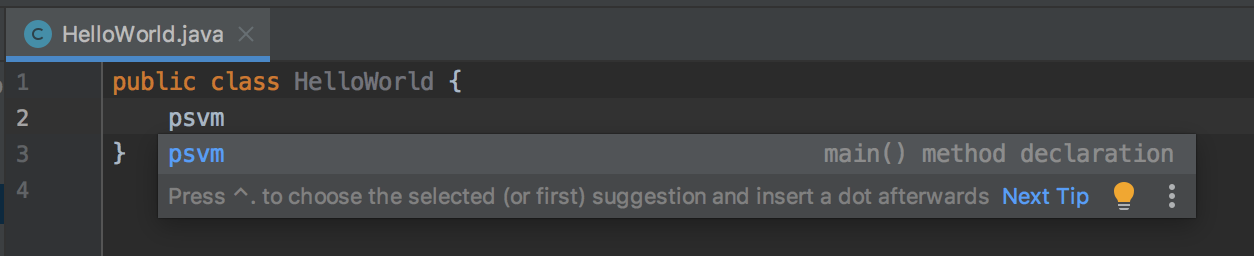 C HelloWorld.java ×
1 public class HelloWorld {
2 psvm
3 }
psvm main() method declaration
4
Press ^. to choose the selected (or first) suggestion and insert a dot afterwards Next Tip